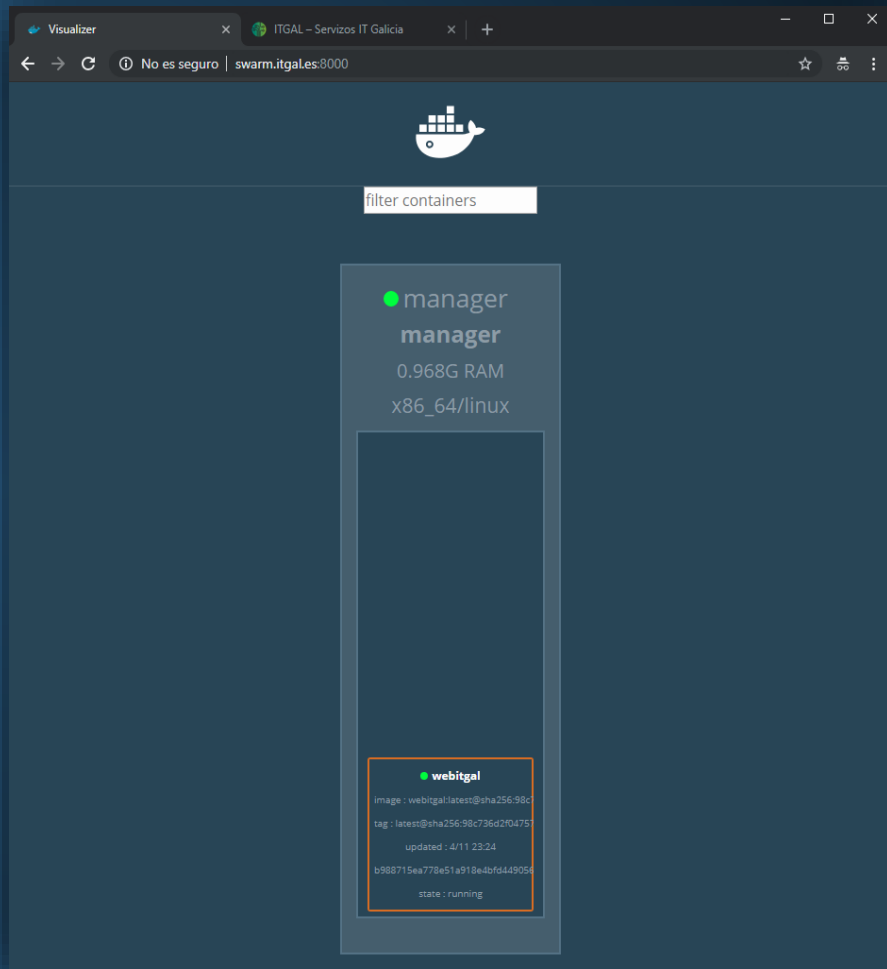 Visualizer
ITGAL – Servizos IT Galicia
No es seguro swarm.itgal.es:8000
filter containers
manager
manager
0.968G RAM
x86_64/linux
webitgal
image : webitgal:latest@sha256:98c7
tag : latest@sha256:98c736d2f04757
updated : 4/11 23:24
b988715ea778e51a918e4bfd449056
state : running